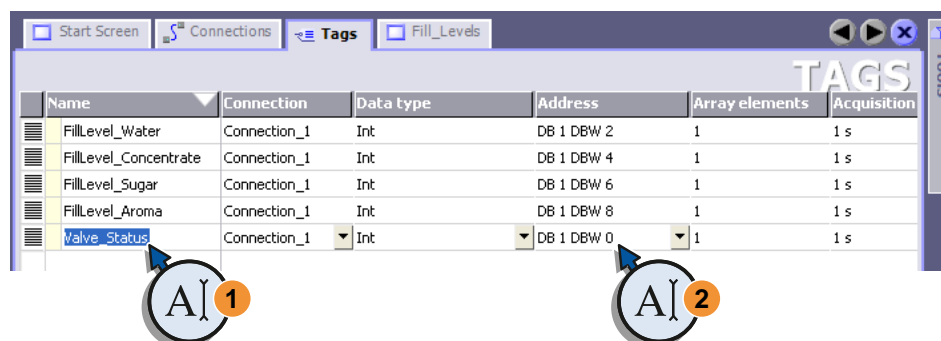 Start Screen Connections Tags Fill_Levels
TAGS
Name Connection Data type Address Array elements Acquisition
FillLevel_Water Connection_1 Int DB 1 DBW 2 1 1 s
FillLevel_Concentrate Connection_1 Int DB 1 DBW 4 1 1 s
FillLevel_Sugar Connection_1 Int DB 1 DBW 6 1 1 s
FillLevel_Aroma Connection_1 Int DB 1 DBW 8 1 1 s
Valve_Status Connection_1 Int DB 1 DBW 0 1 1 s
A 1 A 2